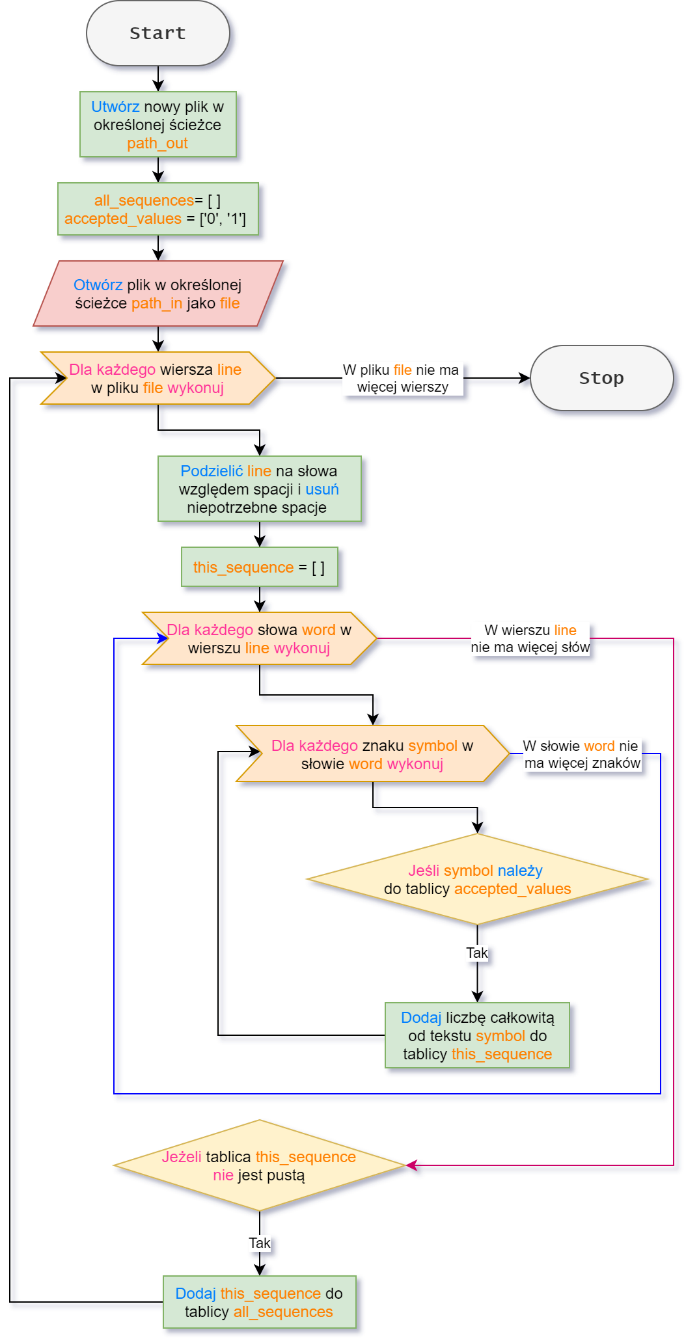 Start
Utwórz nowy plik w
określonej ścieżce
path_out
all_sequences= [ ]
accepted_values = ['0', '1']
Otwórz plik w określonej
ścieżce path_in jako file
Dla każdego wiersza line
w pliku file wykonuj
W pliku file nie ma
więcej wierszy
Stop
Podzielić line na słowa
względem spacji i usuń
niepotrzebne spacje
this_sequence = [ ]
Dla każdego słowa word w
wierszu line wykonuj
W wierszu line
nie ma więcej słów
Dla każdego znaku symbol w
słowie word wykonuj
W słowie word nie
ma więcej znaków
Jeśli symbol należy
do tablicy accepted_values
Tak
Dodaj liczbę całkowitą
od tekstu symbol do
tablicy this_sequence
Jeżeli tablica this_sequence
nie jest pustą
Tak
Dodaj this_sequence do
tablicy all_sequences